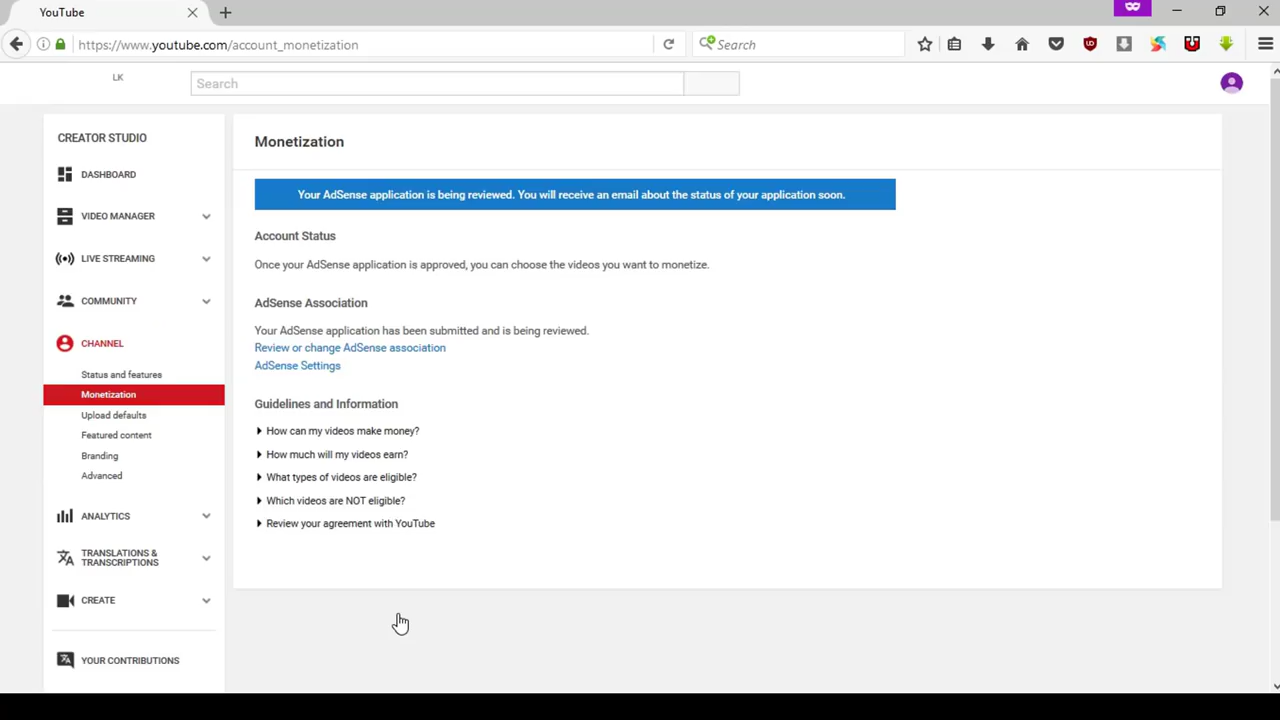 YouTube
https://www.youtube.com/account_monetization
Search
LK
Search
CREATOR STUDIO
DASHBOARD
VIDEO MANAGER
LIVE STREAMING
COMMUNITY
CHANNEL
Status and features
Monetization
Upload defaults
Featured content
Branding
Advanced
ANALYTICS
TRANSLATIONS &
TRANSCRIPTIONS
CREATE
YOUR CONTRIBUTIONS
Monetization
Your AdSense application is being reviewed. You will receive an email about the status of your application soon.
Account Status
Once your AdSense application is approved, you can choose the videos you want to monetize.
AdSense Association
Your AdSense application has been submitted and is being reviewed.
Review or change AdSense association
AdSense Settings
Guidelines and Information
How can my videos make money?
How much will my videos earn?
What types of videos are eligible?
Which videos are NOT eligible?
Review your agreement with YouTube